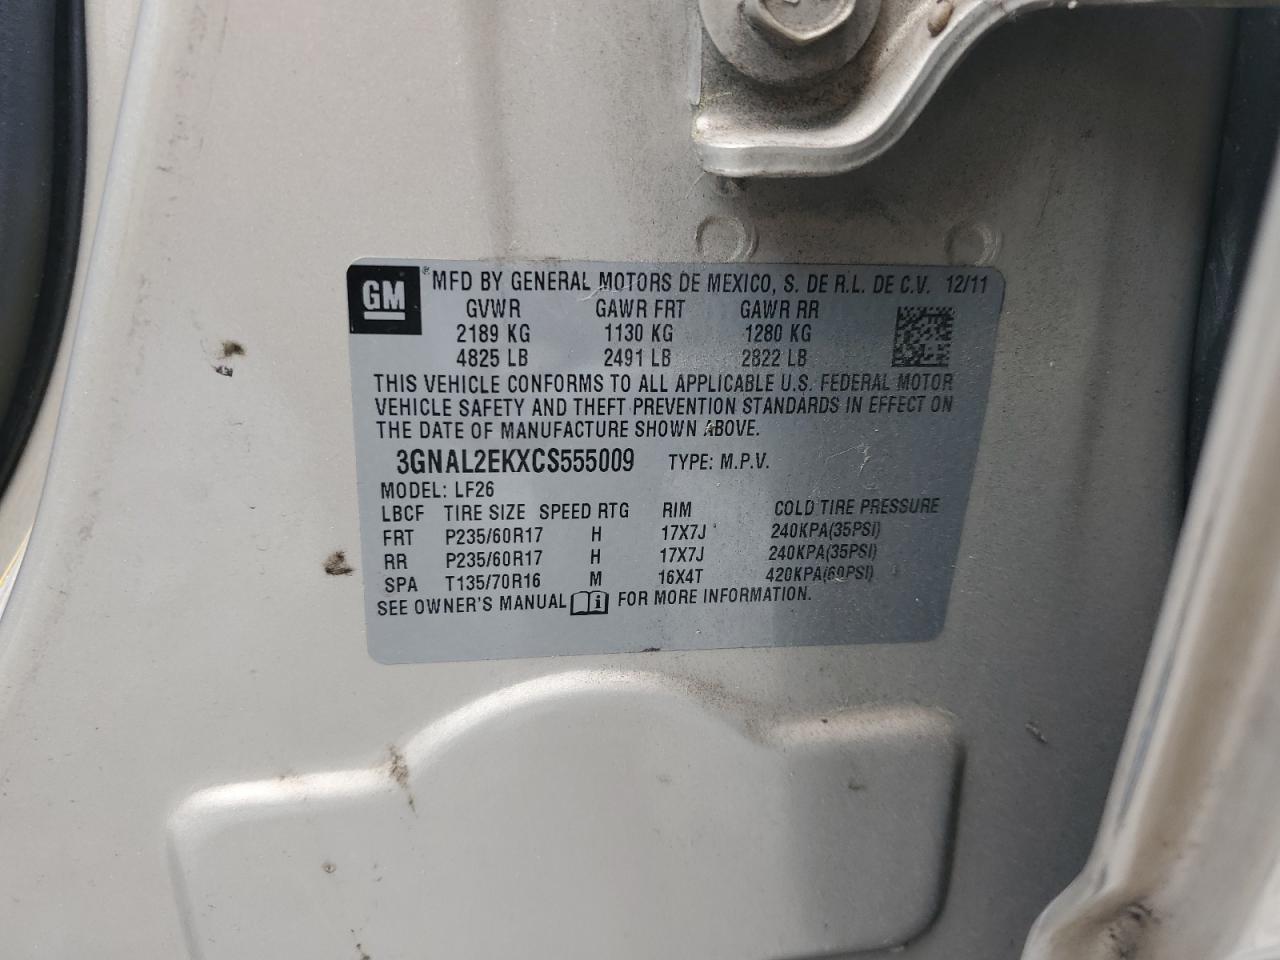 GM® MFD BY GENERAL MOTORS DE MEXICO, S. DE R.L. DE C.V. 12/11
GVWR GAWR FRT GAWR RR
2189 KG 1130 KG 1280 KG
4825 LB 2491 LB 2822 LB
THIS VEHICLE CONFORMS TO ALL APPLICABLE U.S. FEDERAL MOTOR
VEHICLE SAFETY AND THEFT PREVENTION STANDARDS IN EFFECT ON
THE DATE OF MANUFACTURE SHOWN ABOVE.
3GNAL2EKXCS555009 TYPE: M.P.V.
MODEL: LF26
LBCF TIRE SIZE SPEED RTG RIM COLD TIRE PRESSURE
FRT P235/60R17 H 17X7J 240KPA(35PSI)
RR P235/60R17 H 17X7J 240KPA(35PSI)
SPA T135/70R16 M 16X4T 420KPA(60PSI)
SEE OWNER'S MANUAL i FOR MORE INFORMATION.